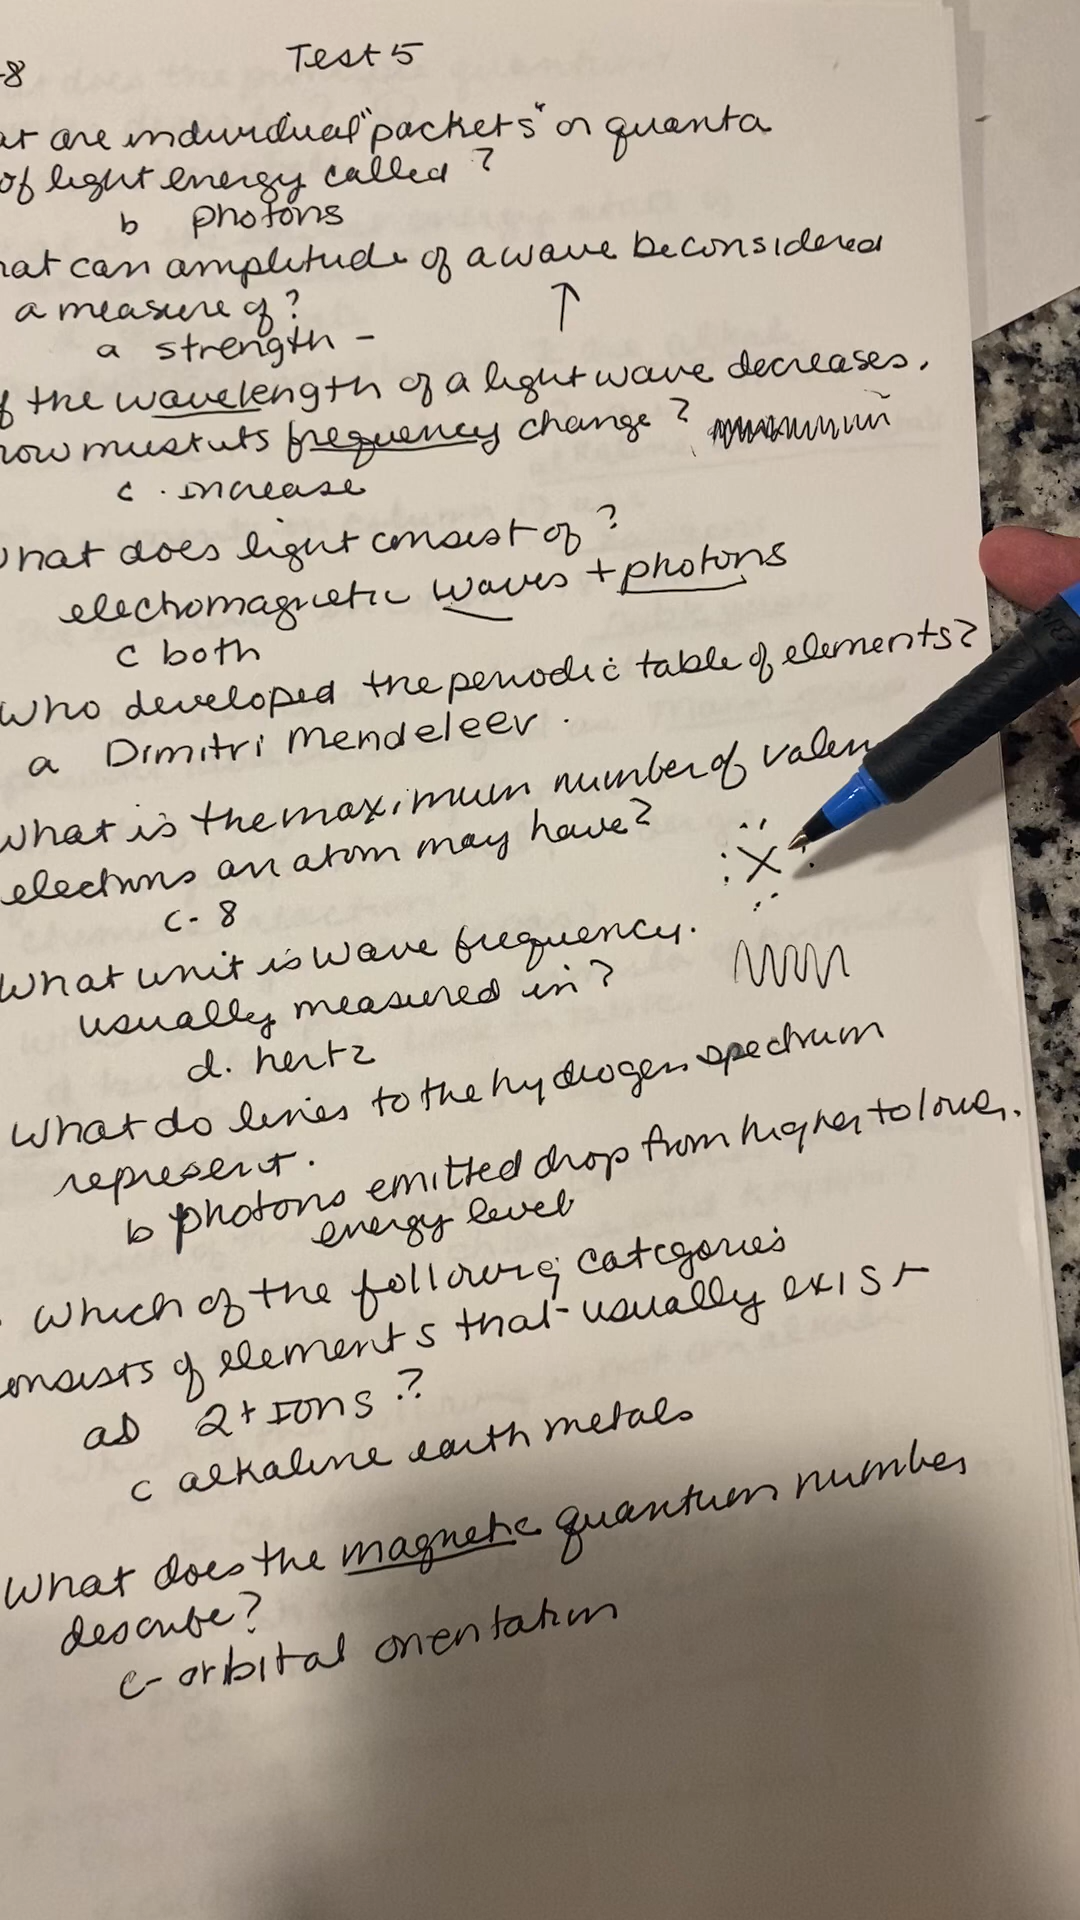 -8
Test 5
at are individual "packets" or quanta
of light energy called?
b photons
hat can amplitude of a wave be considered
a measure of?
a strength -
f the wavelength of a light wave decreases.
how must its frequency change?
c. increase
What does light consist of?
electromagnetic waves + photons
c both
Who developed the periodic table of elements?
a Dimitri Mendeleev.
What is the maximum number of valen
electrons an atom may have?
X
c- 8
What unit is wave frequency.
usually measured in?
d. hertz
What do lines to the hydrogen spectrum
represent.
b photons emitted drop from higher to lower.
energy level
Which of the following categories
onsists of elements that usually exist
as 2+ ions?
c alkaline earth metals
What does the magnetic quantum number
describe?
c- orbital orientation